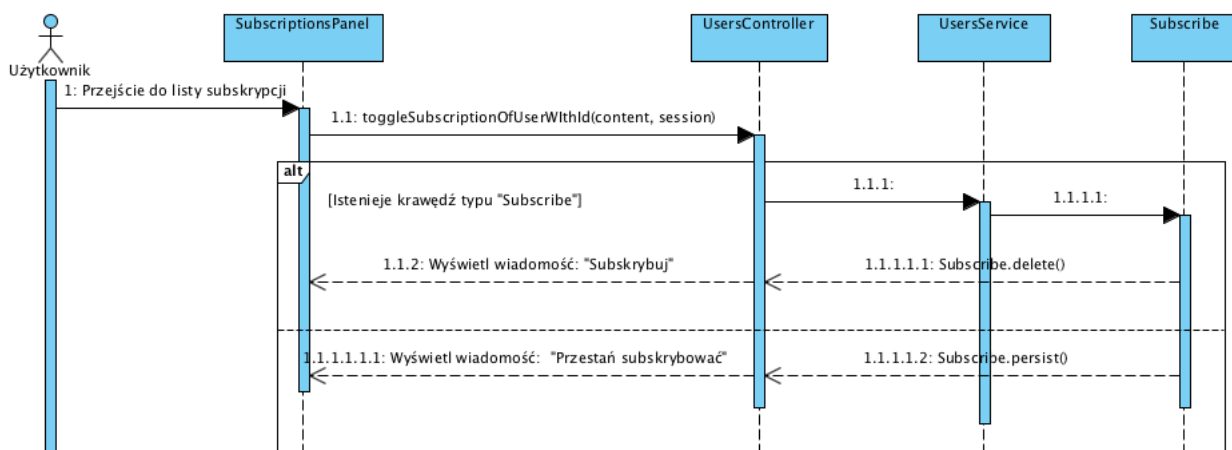 SubscriptionsPanel
UsersController
UsersService
Subscribe
Użytkownik
1: Przejście do listy subskrypcji
1.1: toggleSubscriptionOfUserWIthId(content, session)
alt
[Istenieje krawędź typu "Subscribe"]
1.1.1:
1.1.1.1:
1.1.2: Wyświetl wiadomość: "Subskrybuj"
1.1.1.1.1: Subscribe.delete()
1.1.1.1.1.1: Wyświetl wiadomość:  "Przestań subskrybować"
1.1.1.1.2: Subscribe.persist()